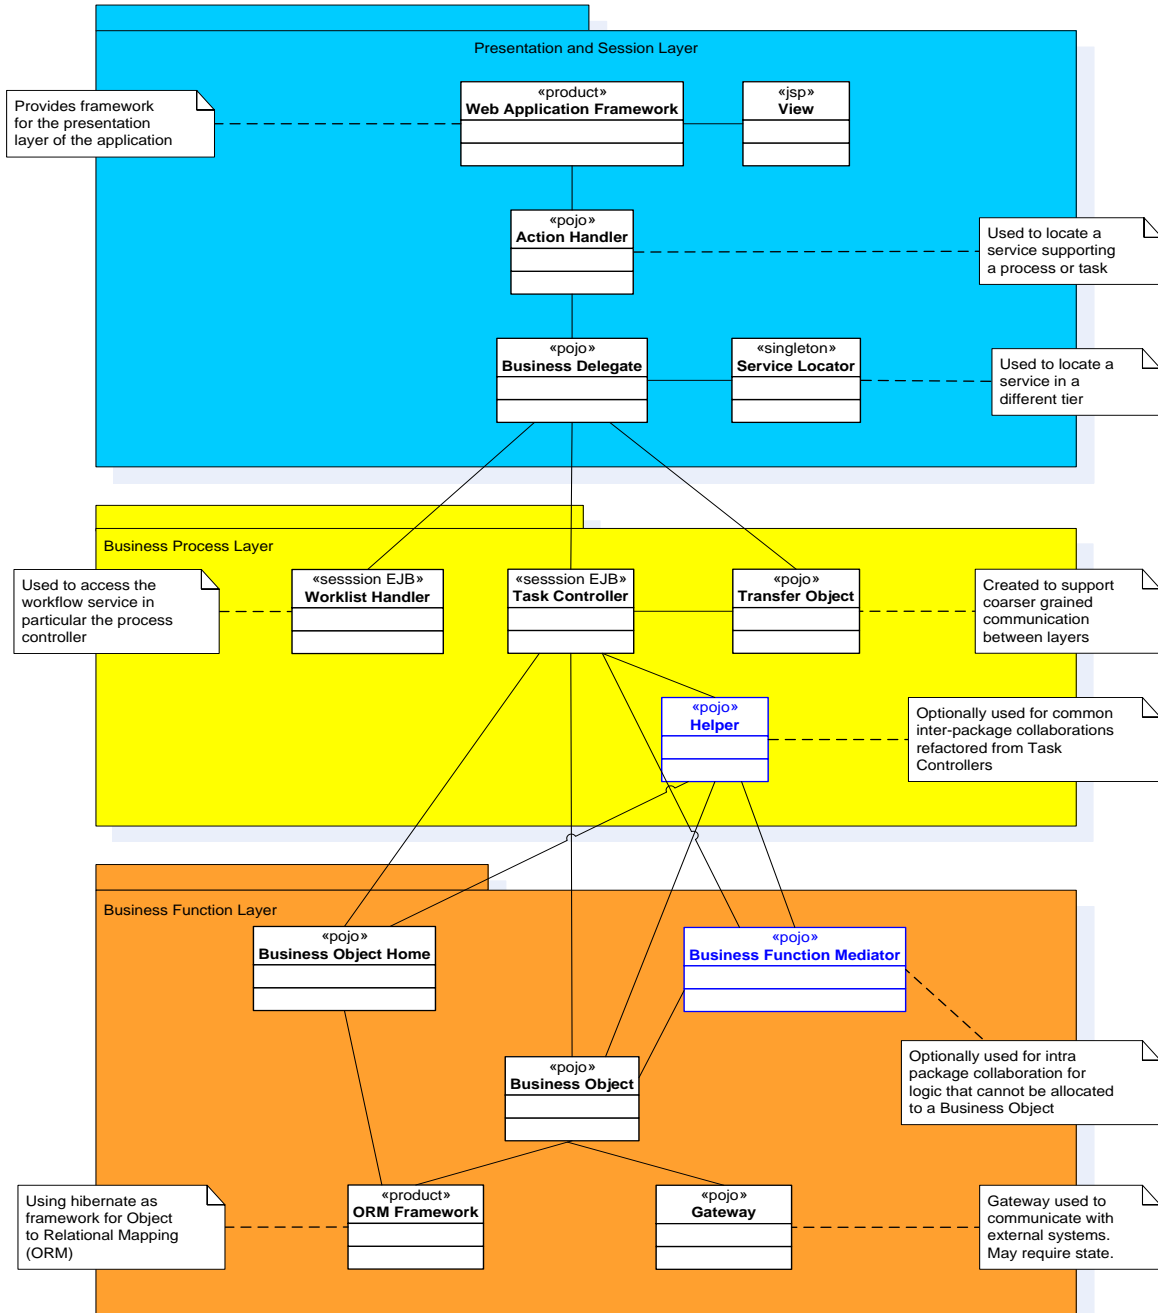 Presentation and Session Layer
Provides framework
for the presentation
layer of the application
«product»
Web Application Framework
«jsp»
View
«pojo»
Action Handler
Used to locate a
service supporting
a process or task
«pojo»
Business Delegate
«singleton»
Service Locator
Used to locate a
service in a
different tier
Business Process Layer
Used to access the
workflow service in
particular the process
controller
«sesssion EJB»
Worklist Handler
«sesssion EJB»
Task Controller
«pojo»
Transfer Object
Created to support
coarser grained
communication
between layers
«pojo»
Helper
Optionally used for common
inter-package collaborations
refactored from Task
Controllers
Business Function Layer
«pojo»
Business Object Home
«pojo»
Business Function Mediator
«pojo»
Business Object
Optionally used for intra
package collaboration for
logic that cannot be allocated
to a Business Object
Using hibernate as
framework for Object
to Relational Mapping
(ORM)
«product»
ORM Framework
«pojo»
Gateway
Gateway used to
communicate with
external systems.
May require state.